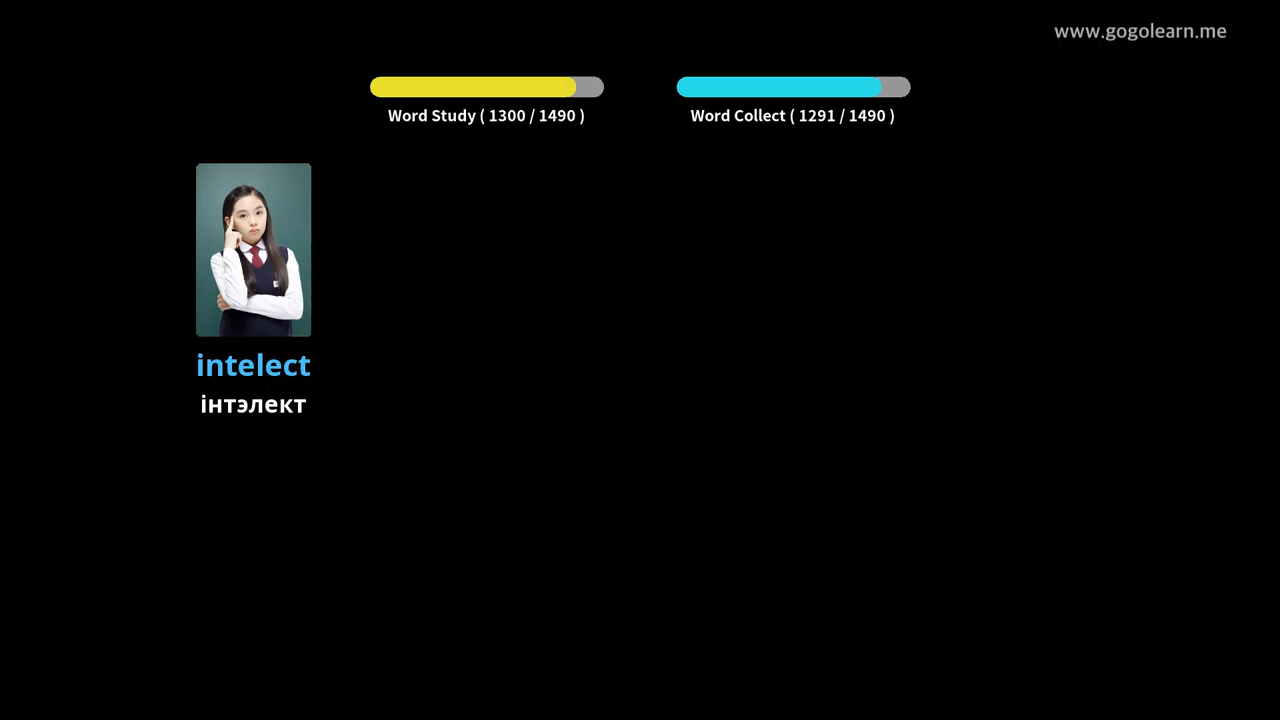 www.gogolearn.me
Word Study ( 1300 / 1490 )
Word Collect ( 1291 / 1490 )
intelect
інтэлект